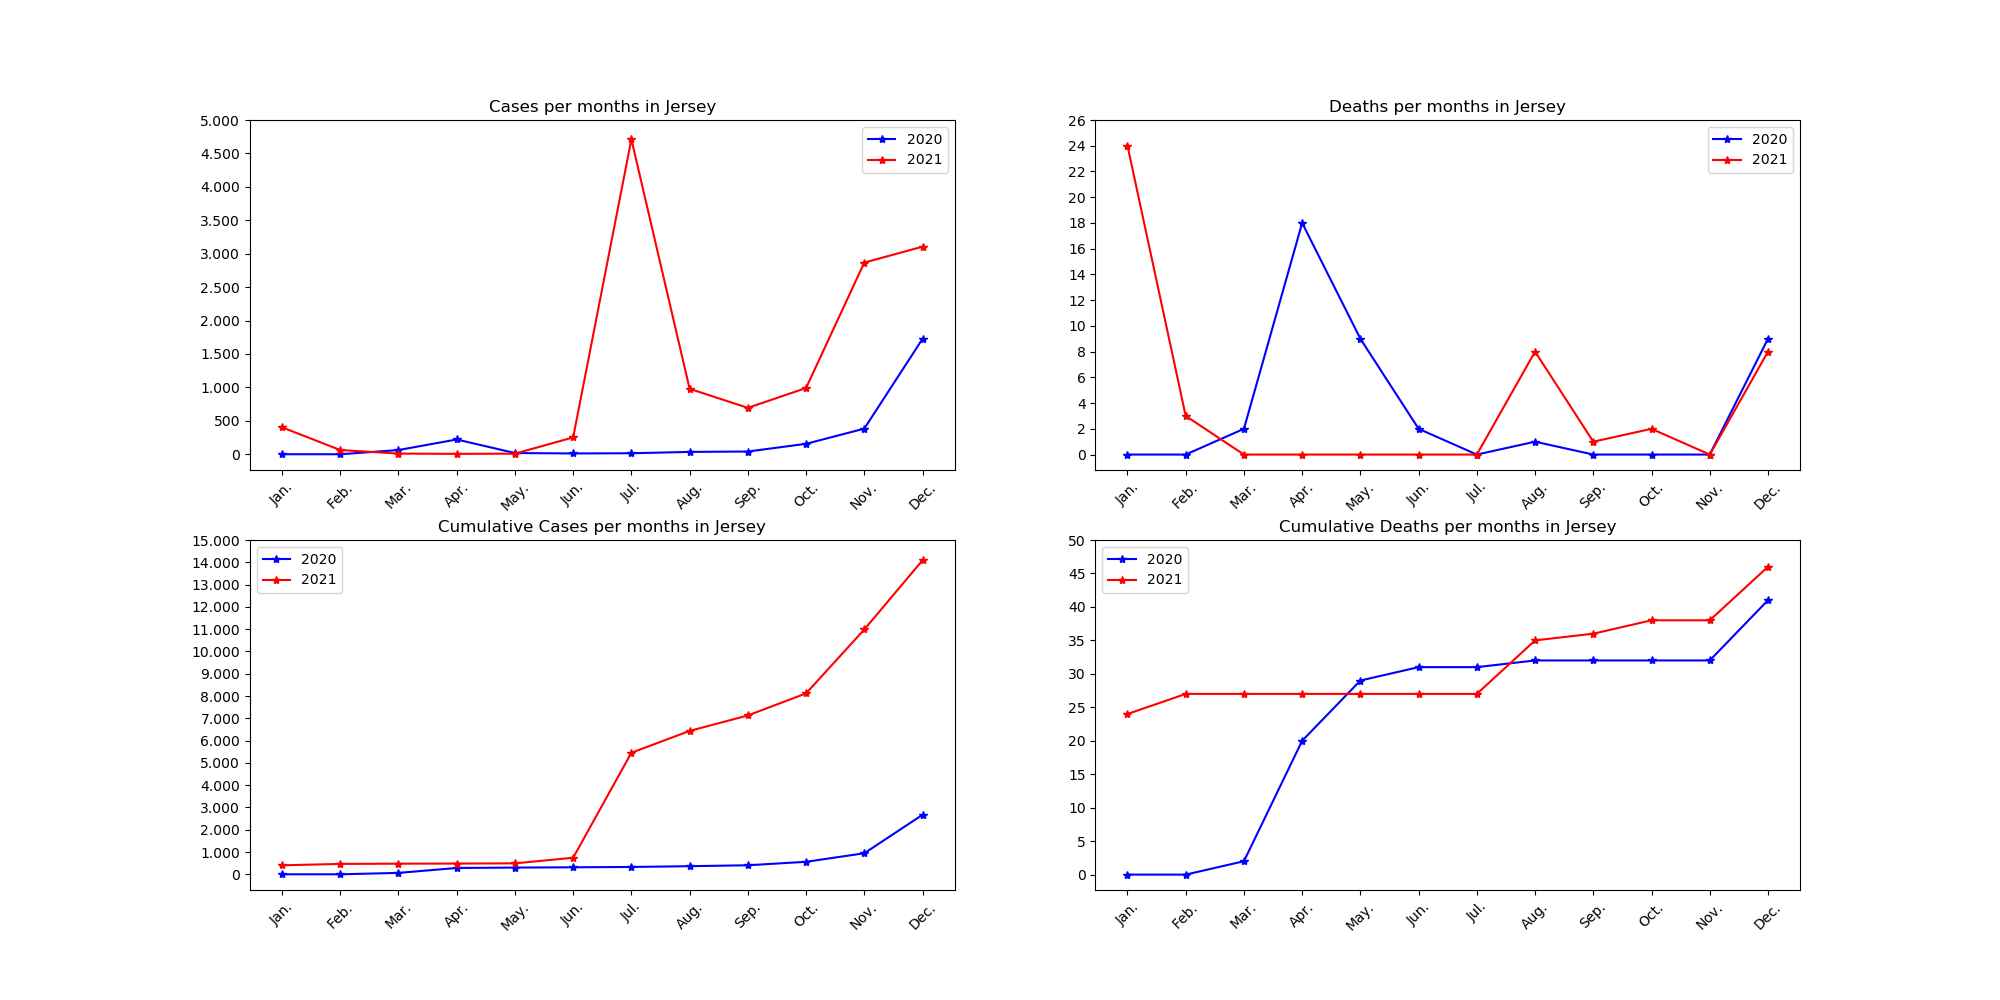 Cases per months in Jersey
5.000
4.500
4.000
3.500
3.000
2.500
2.000
1.500
1.000
500
0
2020
2021
Jan.
Feb.
Mar.
Apr.
May.
Jun.
Jul.
Aug.
Sep.
Oct.
Nov.
Dec.
Deaths per months in Jersey
26
24
22
20
18
16
14
12
10
8
6
4
2
0
2020
2021
Jan.
Feb.
Mar.
Apr.
May.
Jun.
Jul.
Aug.
Sep.
Oct.
Nov.
Dec.
Cumulative Cases per months in Jersey
15.000
14.000
13.000
12.000
11.000
10.000
9.000
8.000
7.000
6.000
5.000
4.000
3.000
2.000
1.000
0
2020
2021
Jan.
Feb.
Mar.
Apr.
May.
Jun.
Jul.
Aug.
Sep.
Oct.
Nov.
Dec.
Cumulative Deaths per months in Jersey
50
45
40
35
30
25
20
15
10
5
0
2020
2021
Jan.
Feb.
Mar.
Apr.
May.
Jun.
Jul.
Aug.
Sep.
Oct.
Nov.
Dec.